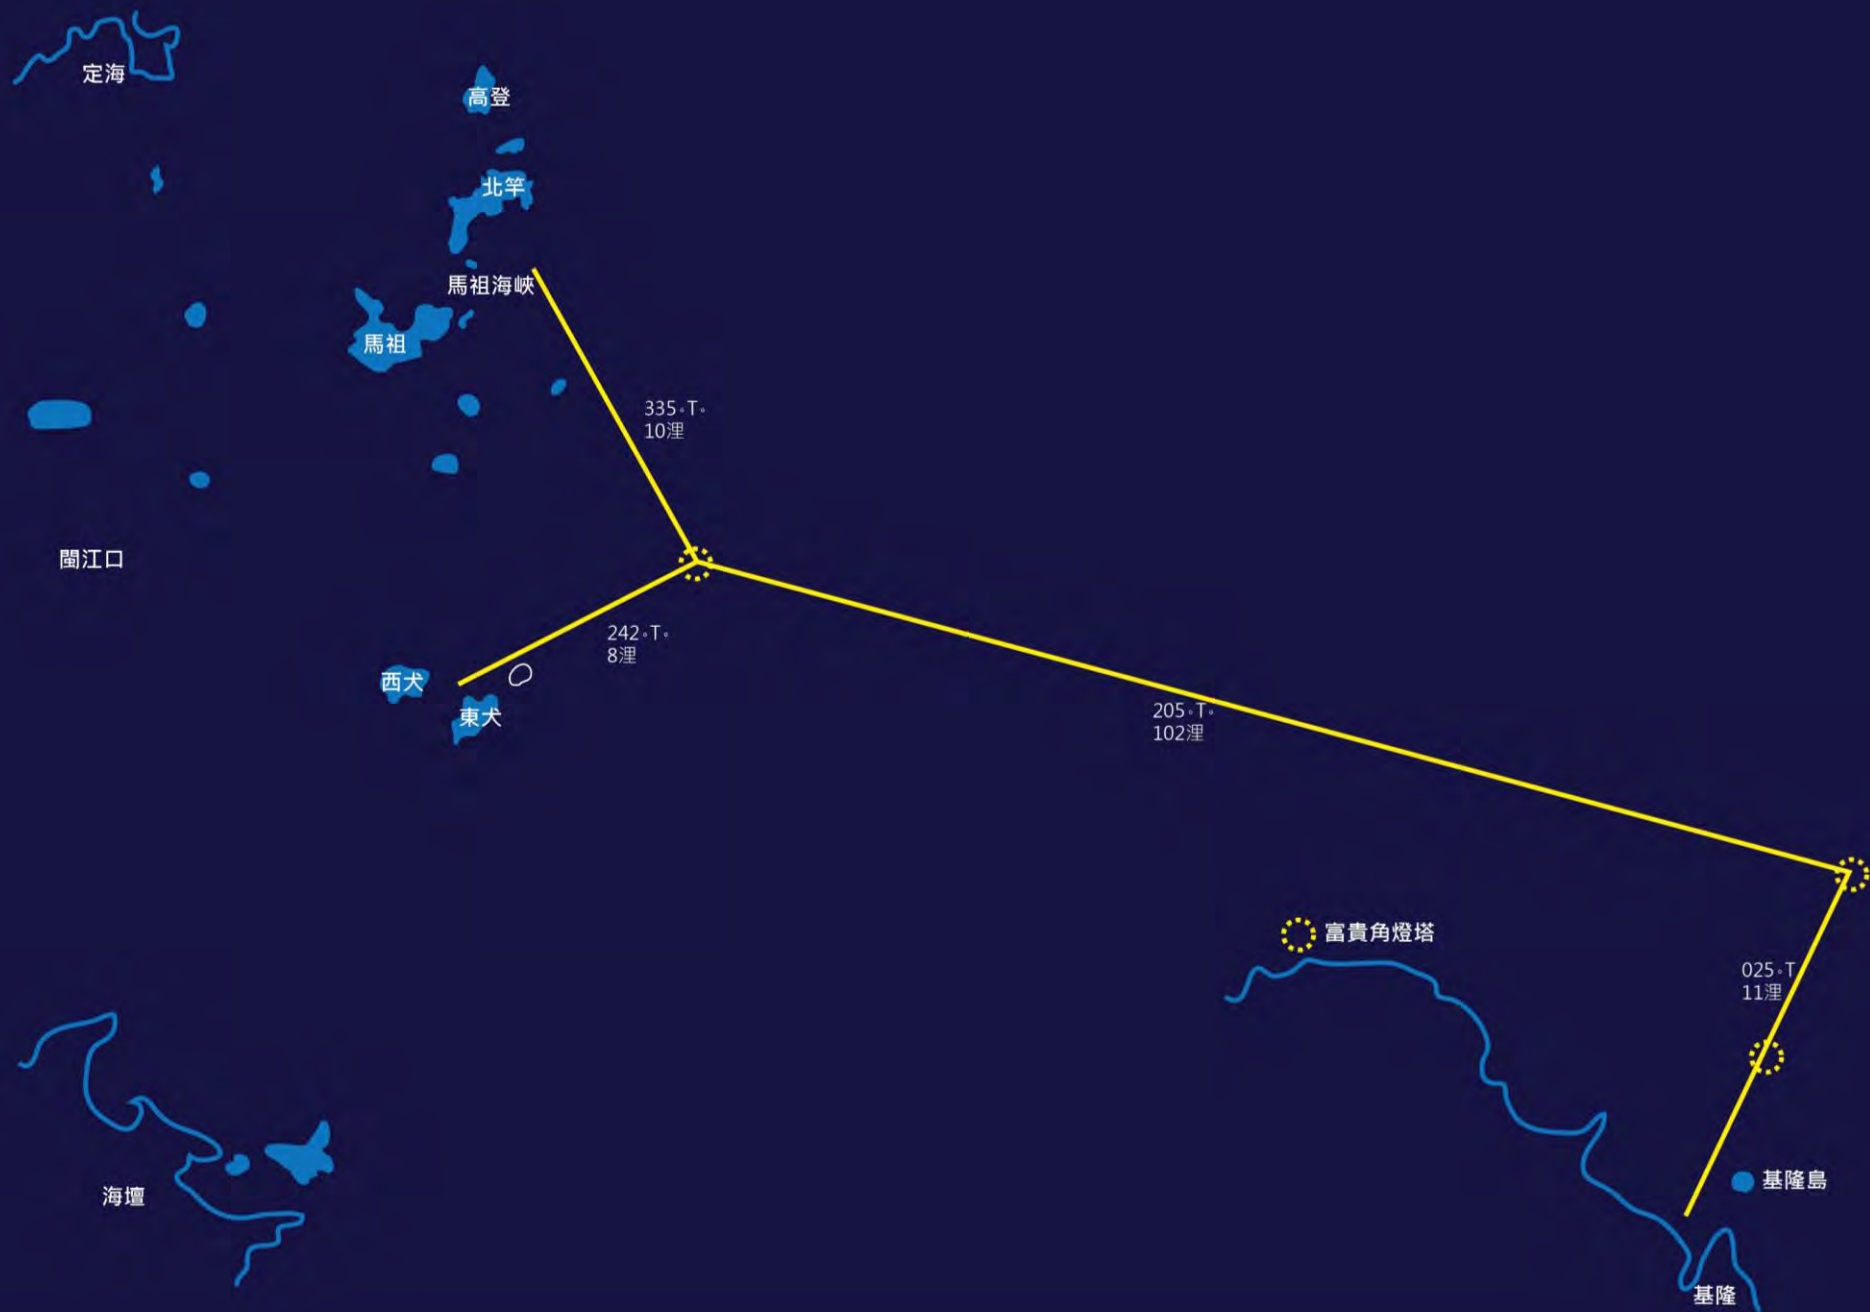 定海
高登
北竿
馬祖海峽
馬祖
335∘T∘
10浬
閩江口
242∘T∘
8浬
西犬
東犬
205∘T∘
102浬
富貴角燈塔
025∘T
11浬
基隆島
海壇
基隆